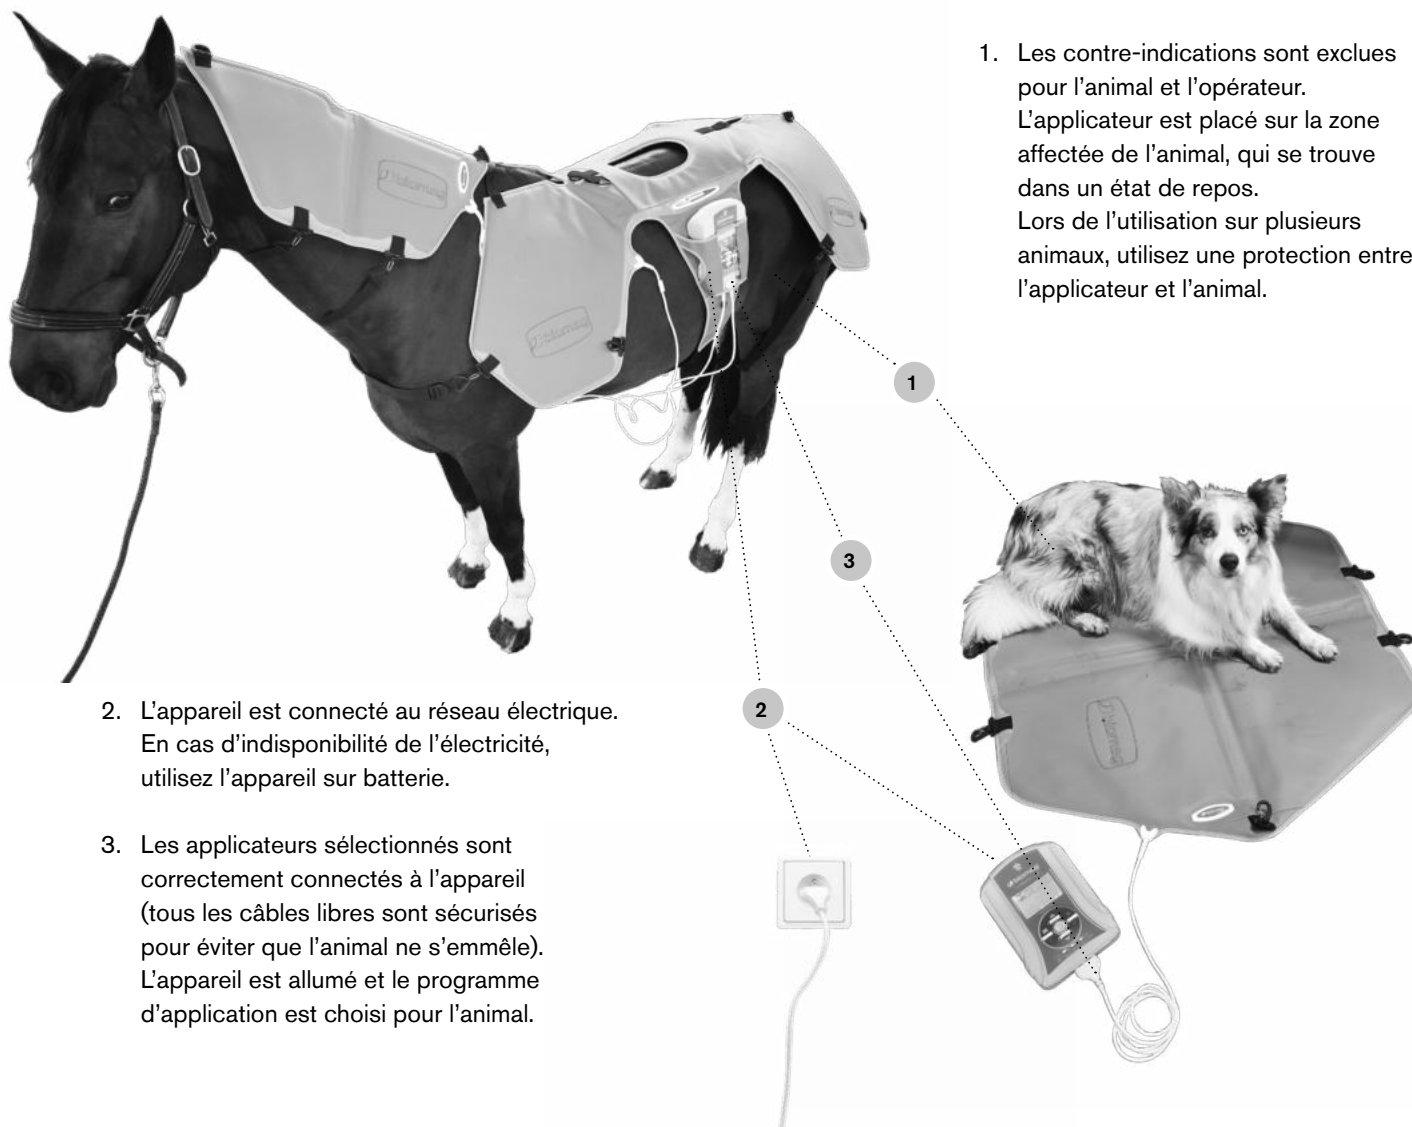 1. Les contre-indications sont exclues
pour l'animal et l'opérateur.
L'applicateur est placé sur la zone
affectée de l'animal, qui se trouve
dans un état de repos.
Lors de l'utilisation sur plusieurs
animaux, utilisez une protection entre
l'applicateur et l'animal.
1
3
2
2. L'appareil est connecté au réseau électrique.
En cas d'indisponibilité de l'électricité,
utilisez l'appareil sur batterie.
3. Les applicateurs sélectionnés sont
correctement connectés à l'appareil
(tous les câbles libres sont sécurisés
pour éviter que l'animal ne s'emmêle).
L'appareil est allumé et le programme
d'application est choisi pour l'animal.